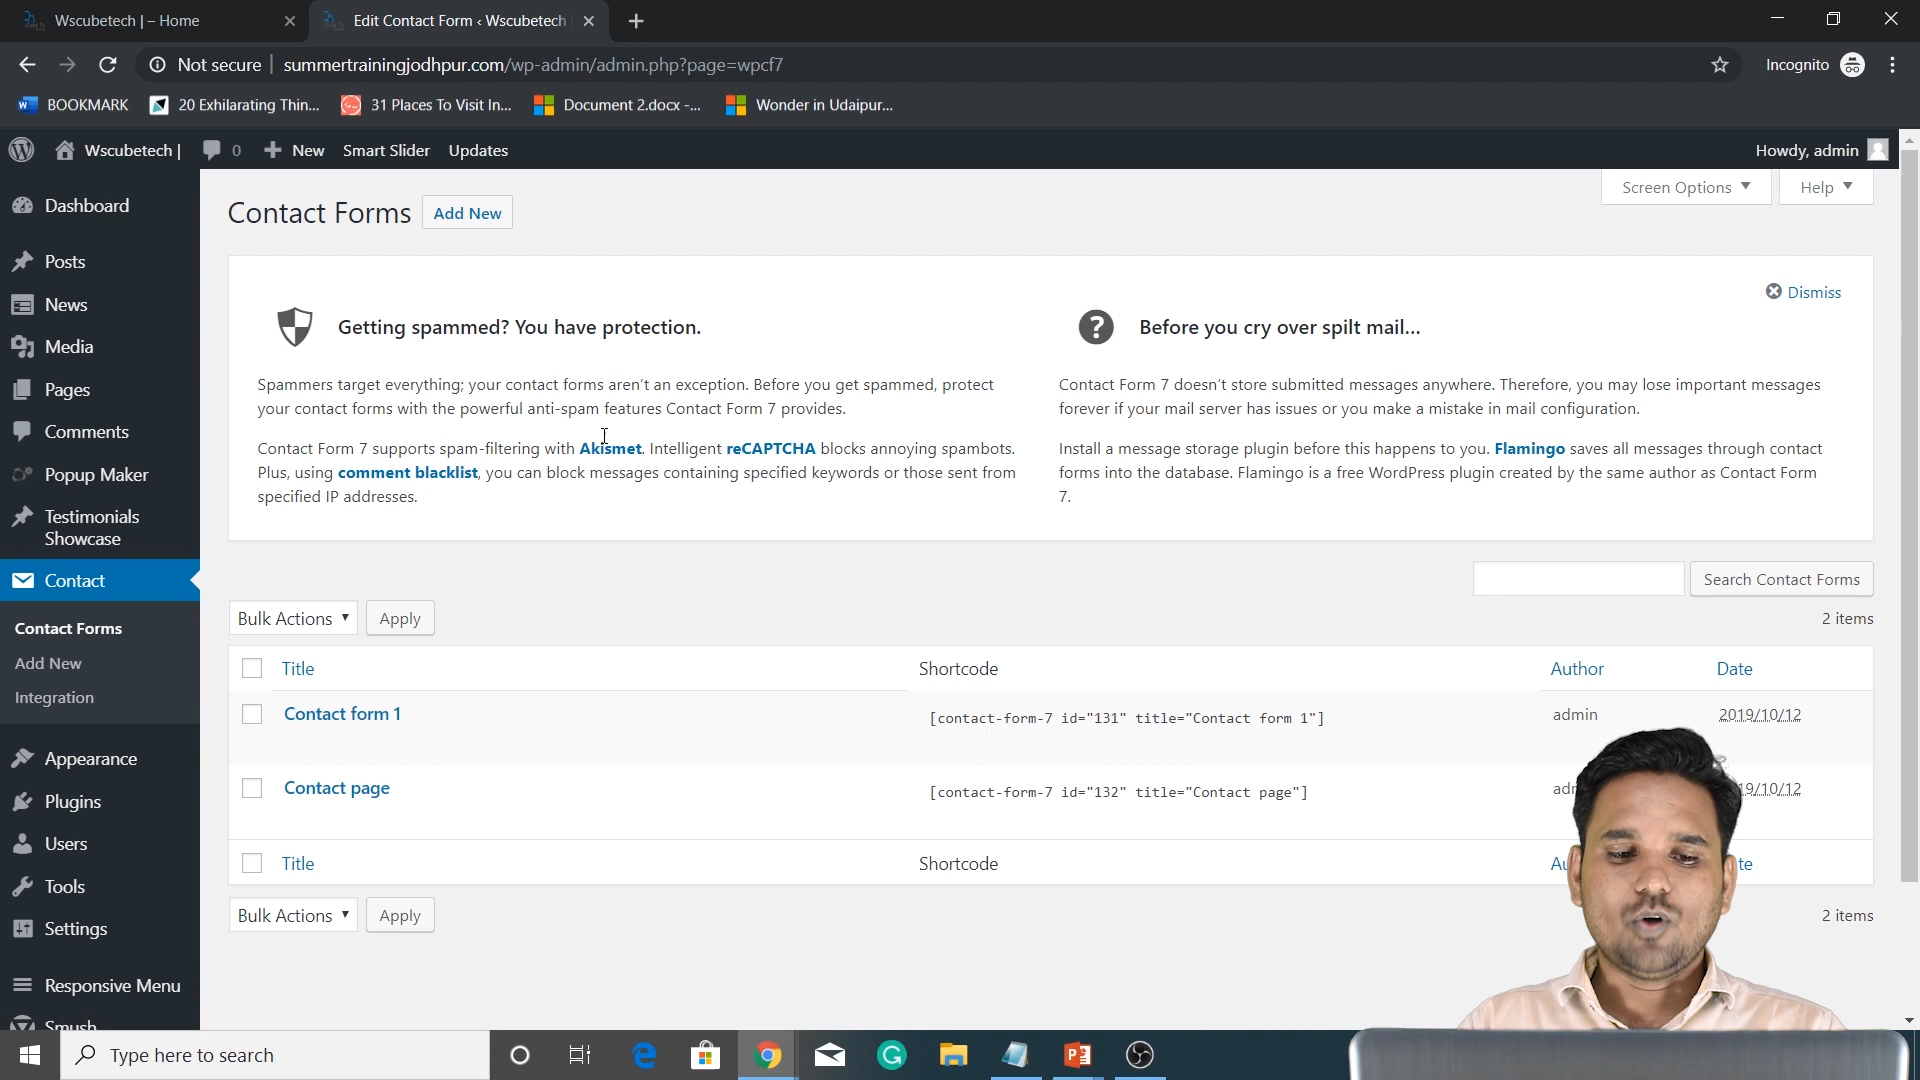 Wscubetech | – Home
Edit Contact Form ‹ Wscubetech
Not secure | summertrainingjodhpur.com/wp-admin/admin.php?page=wpcf7
Incognito
BOOKMARK
20 Exhilarating Thin...
31 Places To Visit In...
Document 2.docx -...
Wonder in Udaipur...
Wscubetech |
0
New
Smart Slider
Updates
Howdy, admin
Dashboard
Posts
News
Media
Pages
Comments
Popup Maker
Testimonials
Showcase
Contact
Contact Forms
Add New
Integration
Appearance
Plugins
Users
Tools
Settings
Responsive Menu
Smush
Screen Options
Help
Contact Forms
Add New
Dismiss
Getting spammed? You have protection.
Spammers target everything; your contact forms aren't an exception. Before you get spammed, protect
your contact forms with the powerful anti-spam features Contact Form 7 provides.
Contact Form 7 supports spam-filtering with Akismet. Intelligent reCAPTCHA blocks annoying spambots.
Plus, using comment blacklist, you can block messages containing specified keywords or those sent from
specified IP addresses.
Before you cry over spilt mail...
Contact Form 7 doesn't store submitted messages anywhere. Therefore, you may lose important messages
forever if your mail server has issues or you make a mistake in mail configuration.
Install a message storage plugin before this happens to you. Flamingo saves all messages through contact
forms into the database. Flamingo is a free WordPress plugin created by the same author as Contact Form
7.
Search Contact Forms
Bulk Actions
Apply
2 items
Title
Shortcode
Author
Date
Contact form 1
[contact-form-7 id="131" title="Contact form 1"]
admin
2019/10/12
Contact page
[contact-form-7 id="132" title="Contact page"]
Title
Shortcode
Bulk Actions
Apply
2 items
Type here to search